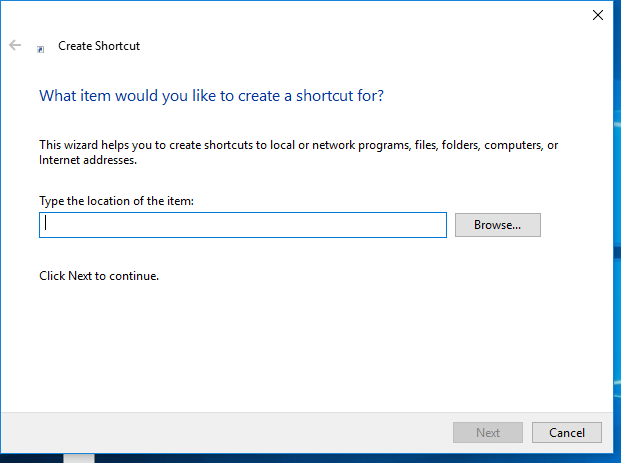 Create Shortcut
What item would you like to create a shortcut for?
This wizard helps you to create shortcuts to local or network programs, files, folders, computers, or
Internet addresses.
Type the location of the item:
Browse...
Click Next to continue.
Next
Cancel